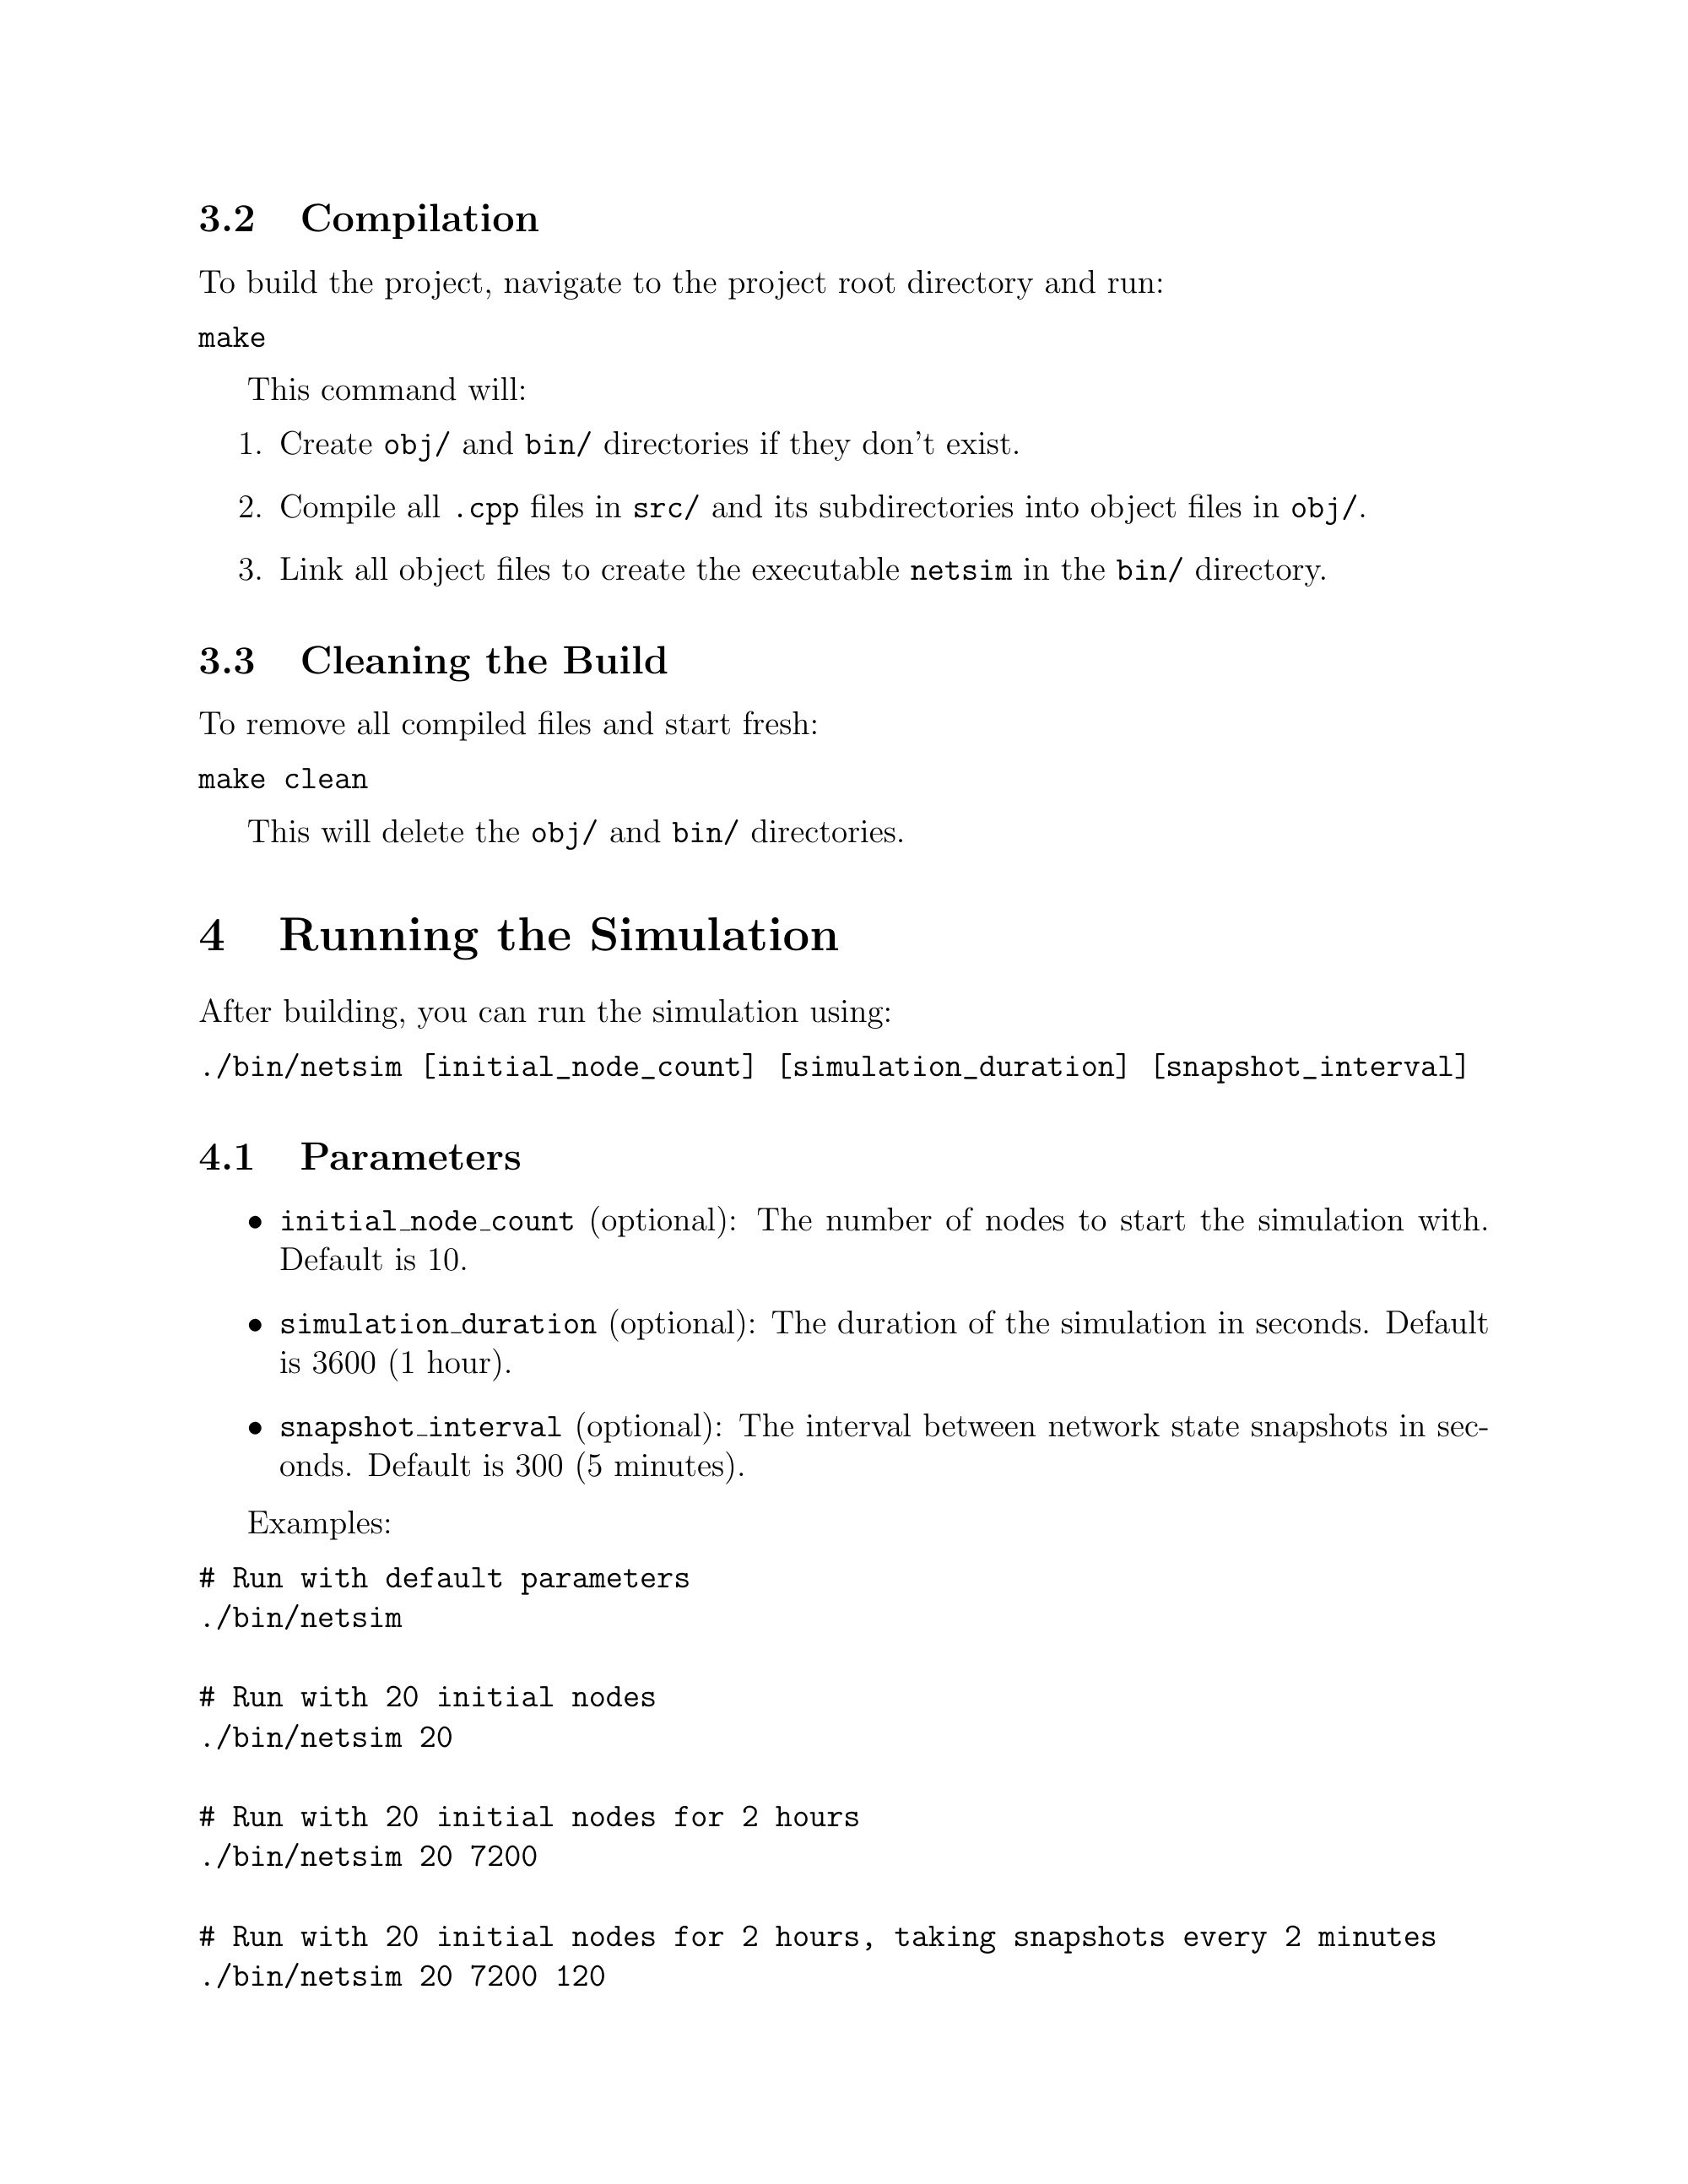 3.2 Compilation
To build the project, navigate to the project root directory and run:
make
This command will:
1. Create obj/ and bin/ directories if they don't exist.
2. Compile all .cpp files in src/ and its subdirectories into object files in obj/.
3. Link all object files to create the executable netsim in the bin/ directory.
3.3 Cleaning the Build
To remove all compiled files and start fresh:
make clean
This will delete the obj/ and bin/ directories.
4 Running the Simulation
After building, you can run the simulation using:
./bin/netsim [initial_node_count] [simulation_duration] [snapshot_interval]
4.1 Parameters
• initial_node_count (optional): The number of nodes to start the simulation with.
Default is 10.
• simulation_duration (optional): The duration of the simulation in seconds. Default
is 3600 (1 hour).
• snapshot_interval (optional): The interval between network state snapshots in sec-
onds. Default is 300 (5 minutes).
Examples:
# Run with default parameters
./bin/netsim
# Run with 20 initial nodes
./bin/netsim 20
# Run with 20 initial nodes for 2 hours
./bin/netsim 20 7200
# Run with 20 initial nodes for 2 hours, taking snapshots every 2 minutes
./bin/netsim 20 7200 120